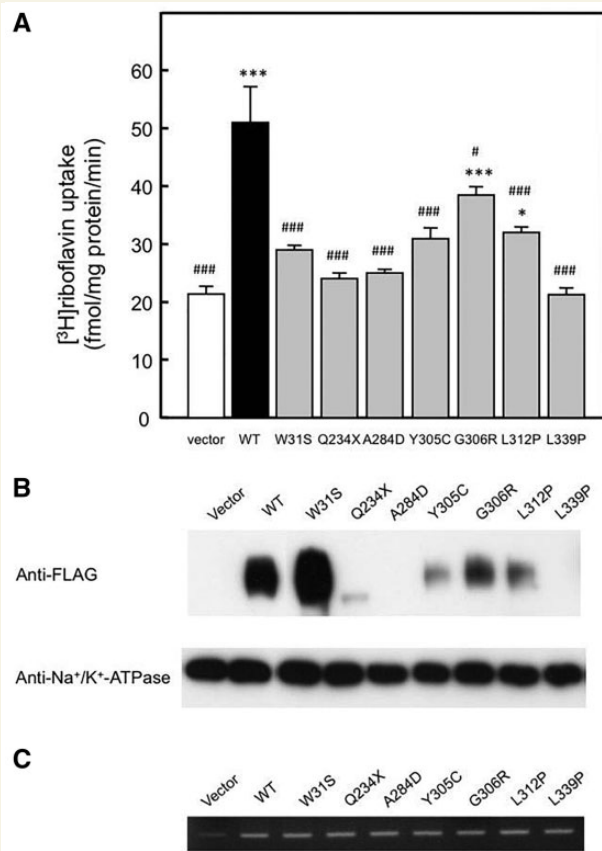 A
[³H]riboflavin uptake
(fmol/mg protein/min)
60
50
40
30
20
10
0
###
***
###
###
###
###
#
***
###
*
###
vector WT W31S Q234X A284D Y305C G306R L312P L339P
B
Vector WT W31S Q234X A284D Y305C G306R L312P L339P
Anti-FLAG
Anti-Na⁺/K⁺-ATPase
C
Vector WT W31S Q234X A284D Y305C G306R L312P L339P